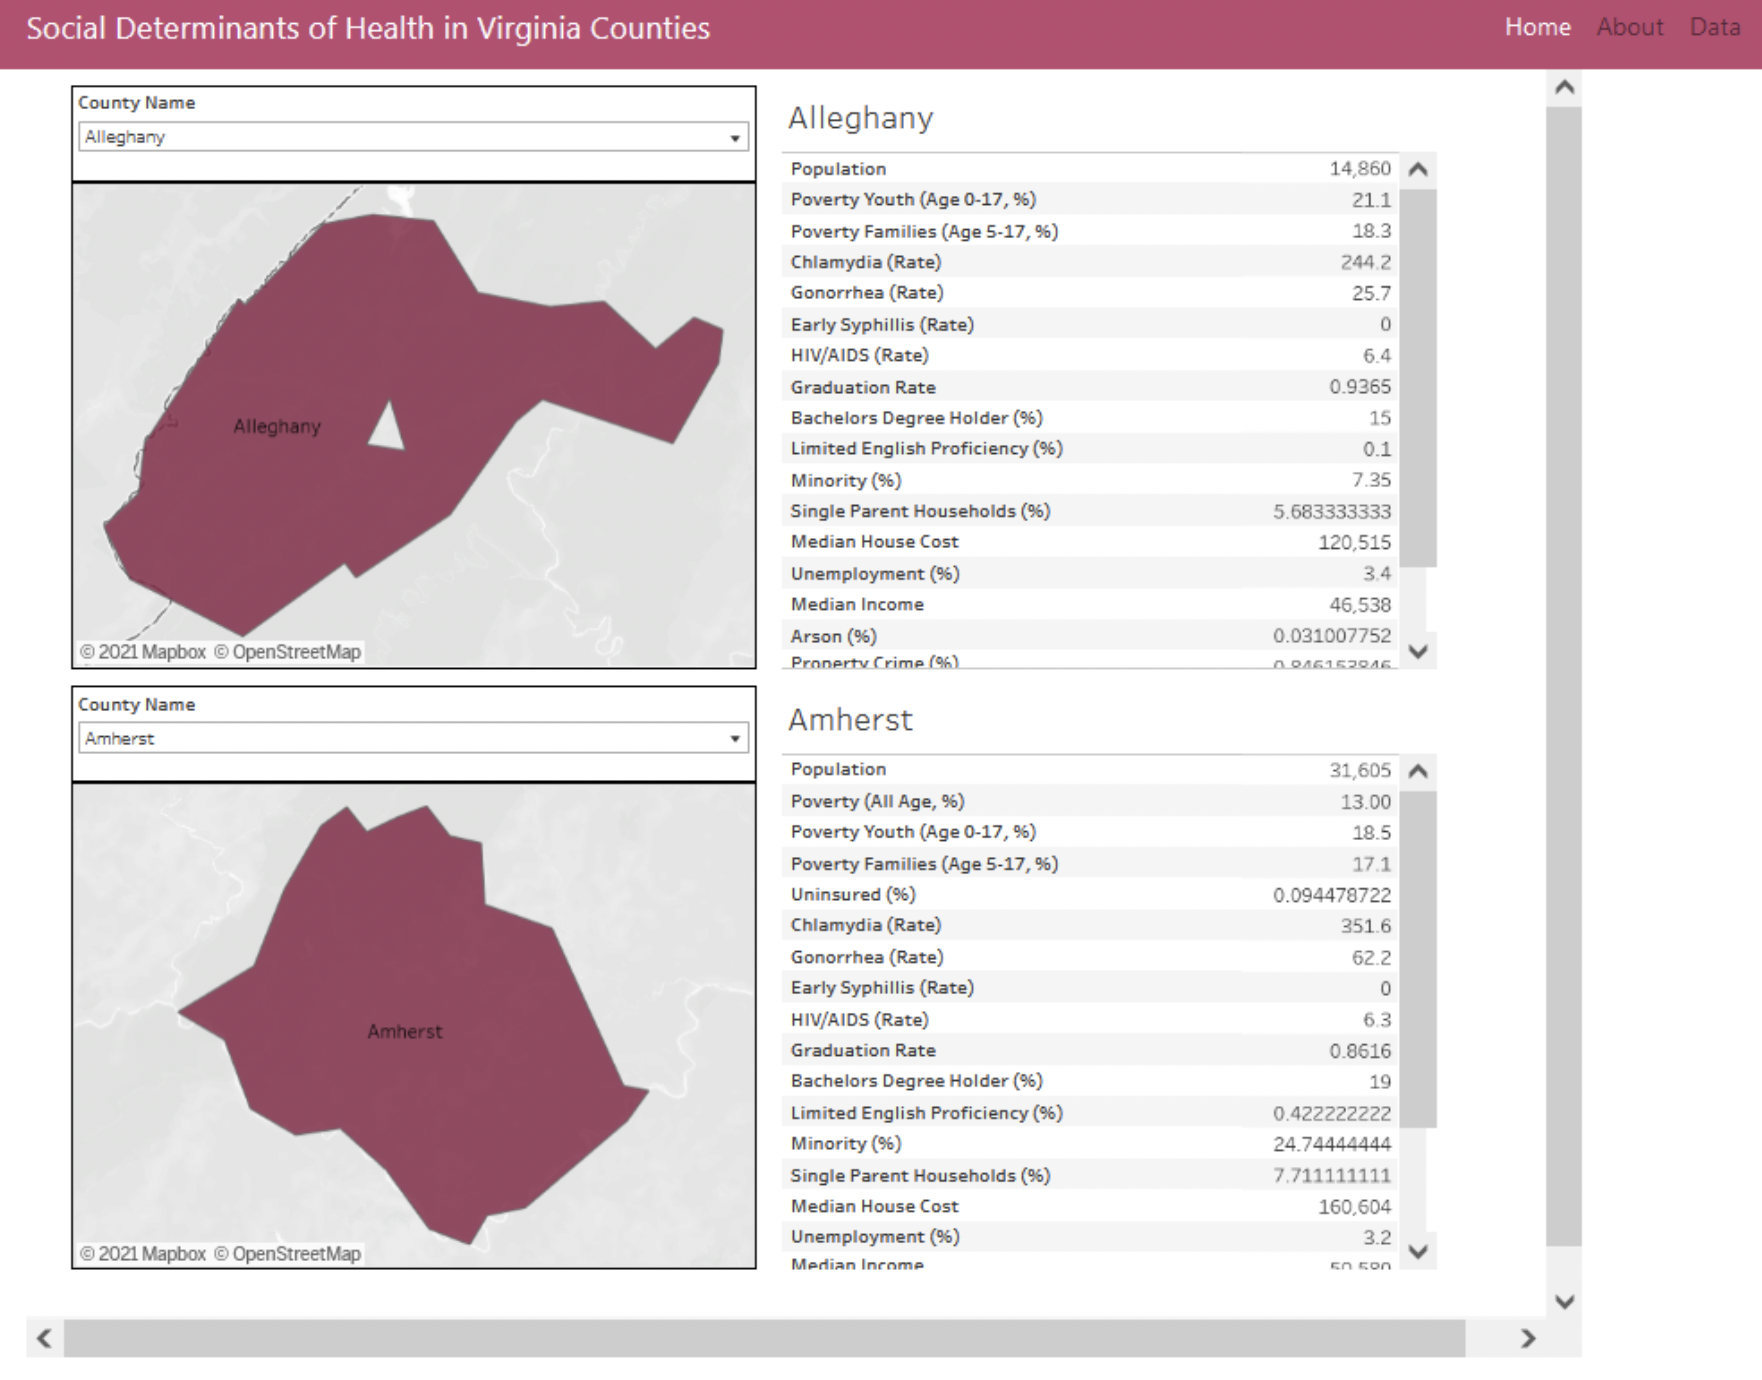 Social Determinants of Health in Virginia Counties
Home About Data
County Name
Alleghany
Alleghany
© 2021 Mapbox © OpenStreetMap
Alleghany
Population 14,860
Poverty Youth (Age 0-17, %) 21.1
Poverty Families (Age 5-17, %) 18.3
Chlamydia (Rate) 244.2
Gonorrhea (Rate) 25.7
Early Syphillis (Rate) 0
HIV/AIDS (Rate) 6.4
Graduation Rate 0.9365
Bachelors Degree Holder (%) 15
Limited English Proficiency (%) 0.1
Minority (%) 7.35
Single Parent Households (%) 5.683333333
Median House Cost 120,515
Unemployment (%) 3.4
Median Income 46,538
Arson (%) 0.031007752
Property Crime (%) 0.846153846
County Name
Amherst
Amherst
© 2021 Mapbox © OpenStreetMap
Amherst
Population 31,605
Poverty (All Age, %) 13.00
Poverty Youth (Age 0-17, %) 18.5
Poverty Families (Age 5-17, %) 17.1
Uninsured (%) 0.094478722
Chlamydia (Rate) 351.6
Gonorrhea (Rate) 62.2
Early Syphillis (Rate) 0
HIV/AIDS (Rate) 6.3
Graduation Rate 0.8616
Bachelors Degree Holder (%) 19
Limited English Proficiency (%) 0.422222222
Minority (%) 24.74444444
Single Parent Households (%) 7.711111111
Median House Cost 160,604
Unemployment (%) 3.2
Median Income